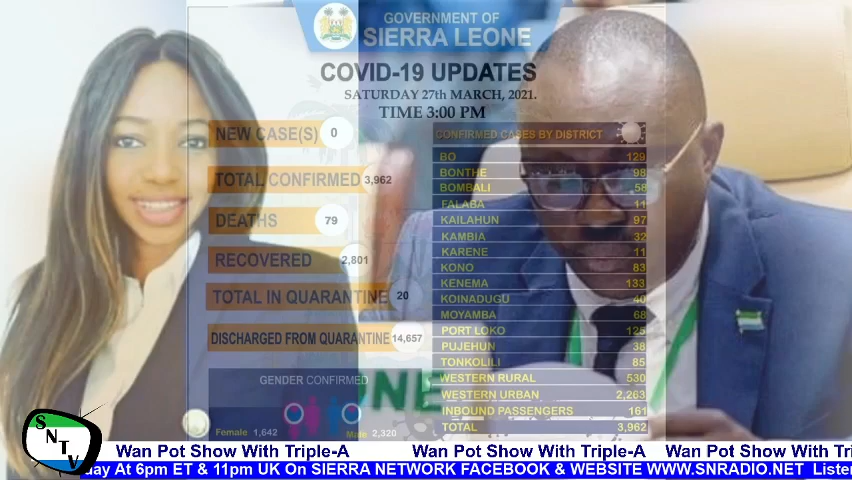 GOVERNMENT OF
SIERRA LEONE
COVID-19 UPDATES
SATURDAY 27th MARCH, 2021.
TIME 3:00 PM
NEW CASE(S) 0
TOTAL CONFIRMED 3,962
DEATHS 79
RECOVERED 2,801
TOTAL IN QUARANTINE 20
DISCHARGED FROM QUARANTINE 14,657
GENDER CONFIRMED
Female 1,642
Male 2,320
CONFIRMED CASES BY DISTRICT
BO 129
BONTHE 98
BOMBALI 58
FALABA 11
KAILAHUN 97
KAMBIA 32
KARENE 11
KONO 83
KENEMA 133
KOINADUGU 40
MOYAMBA 68
PORT LOKO 125
PUJEHUN 38
TONKOLILI 85
WESTERN RURAL 530
WESTERN URBAN 2,263
INBOUND PASSENGERS 161
TOTAL 3,962
ONE
SNTV
Wan Pot Show With Triple-A Wan Pot Show With Triple-A Wan Pot Show With Tri
day At 6pm ET & 11pm UK On SIERRA NETWORK FACEBOOK & WEBSITE WWW.SNRADIO.NET Listen